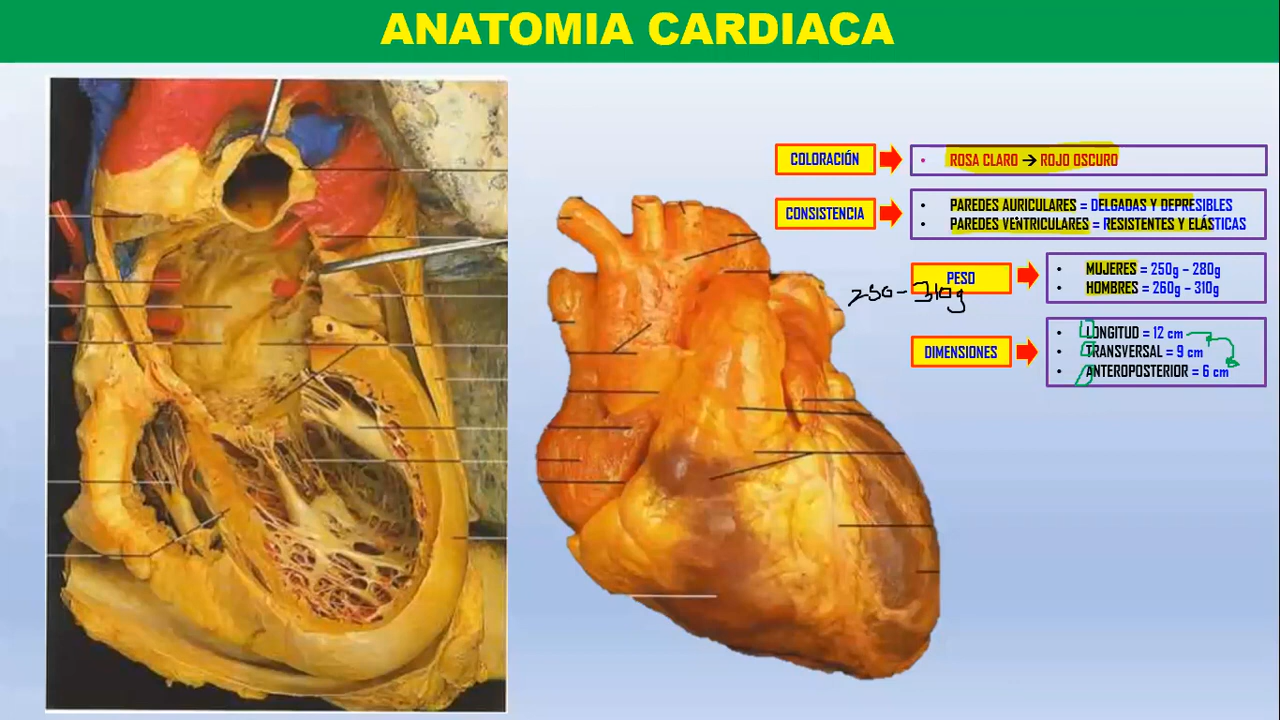 ANATOMIA CARDIACA
COLORACIÓN
• ROSA CLARO → ROJO OSCURO
CONSISTENCIA
• PAREDES AURICULARES = DELGADAS Y DEPRESIBLES
• PAREDES VENTRICULARES = RESISTENTES Y ELÁSTICAS
PESO
• MUJERES = 250g – 280g
• HOMBRES = 260g – 310g
250 - 310g
DIMENSIONES
• LONGITUD = 12 cm
• TRANSVERSAL = 9 cm
• ANTEROPOSTERIOR = 6 cm